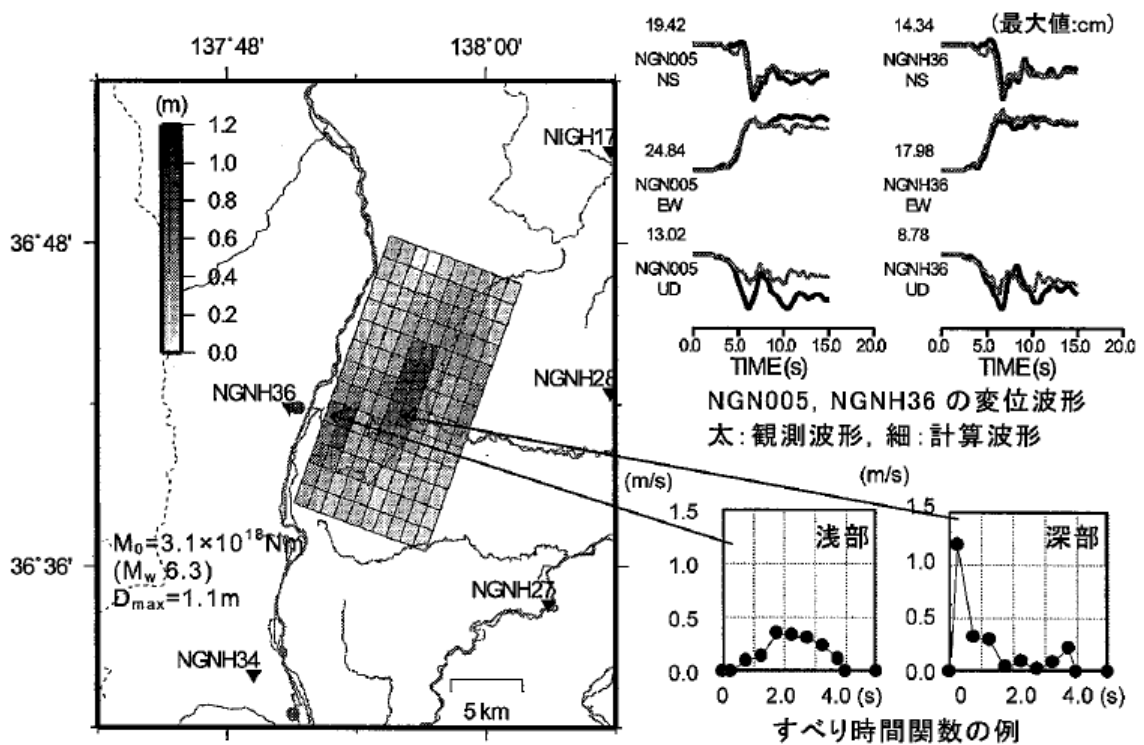 137°48'
138°00'
(m)
1.2
1.0
0.8
0.6
0.4
0.2
0.0
36°48'
36°36'
NIGH17
NGNH36
NGNH28
NGNH27
NGNH34
M₀=3.1×10¹⁸Nm
(Mw 6.3)
Dmax=1.1m
5km
(最大値:cm)
19.42
NGN005
NS
24.84
NGN005
EW
13.02
NGN005
UD
0.0 5.0 10.0 15.0 20.0
TIME(s)
14.34
NGNH36
NS
17.98
NGNH36
EW
8.78
NGNH36
UD
0.0 5.0 10.0 15.0 20.0
TIME(s)
NGN005, NGNH36 の変位波形
太:観測波形, 細:計算波形
(m/s)
1.5
1.0
0.5
0.0
浅部
0 2.0 4.0 (s)
(m/s)
1.5
1.0
0.5
0.0
深部
0 2.0 4.0 (s)
すべり時間関数の例